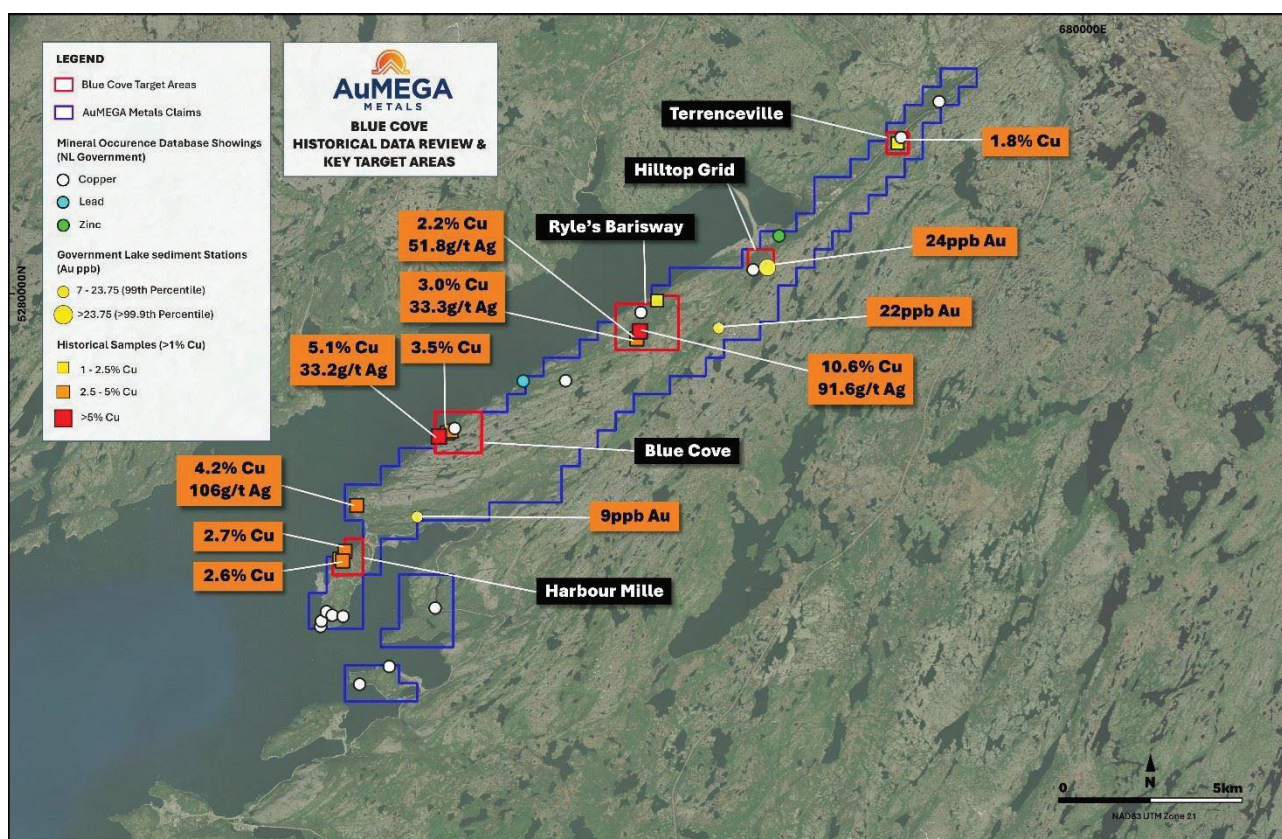 LEGEND
Blue Cove Target Areas
AuMEGA Metals Claims
Mineral Occurence Database Showings
(NL Government)
Copper
Lead
Zinc
Government Lake sediment Stations
(Au ppb)
7 - 23.75 (99th Percentile)
>23.75 (>99.9th Percentile)
Historical Samples (>1% Cu)
1 - 2.5% Cu
2.5 - 5% Cu
>5% Cu
AuMEGA
METALS
BLUE COVE
HISTORICAL DATA REVIEW &
KEY TARGET AREAS
680000E
5280000N
Terrenceville
1.8% Cu
Hilltop Grid
2.2% Cu
51.8g/t Ag
Ryle's Barisway
24ppb Au
3.0% Cu
33.3g/t Ag
22ppb Au
5.1% Cu
33.2g/t Ag
3.5% Cu
10.6% Cu
91.6g/t Ag
Blue Cove
4.2% Cu
106g/t Ag
9ppb Au
2.7% Cu
2.6% Cu
Harbour Mille
N
0
5km
NAD83 UTM Zone 21